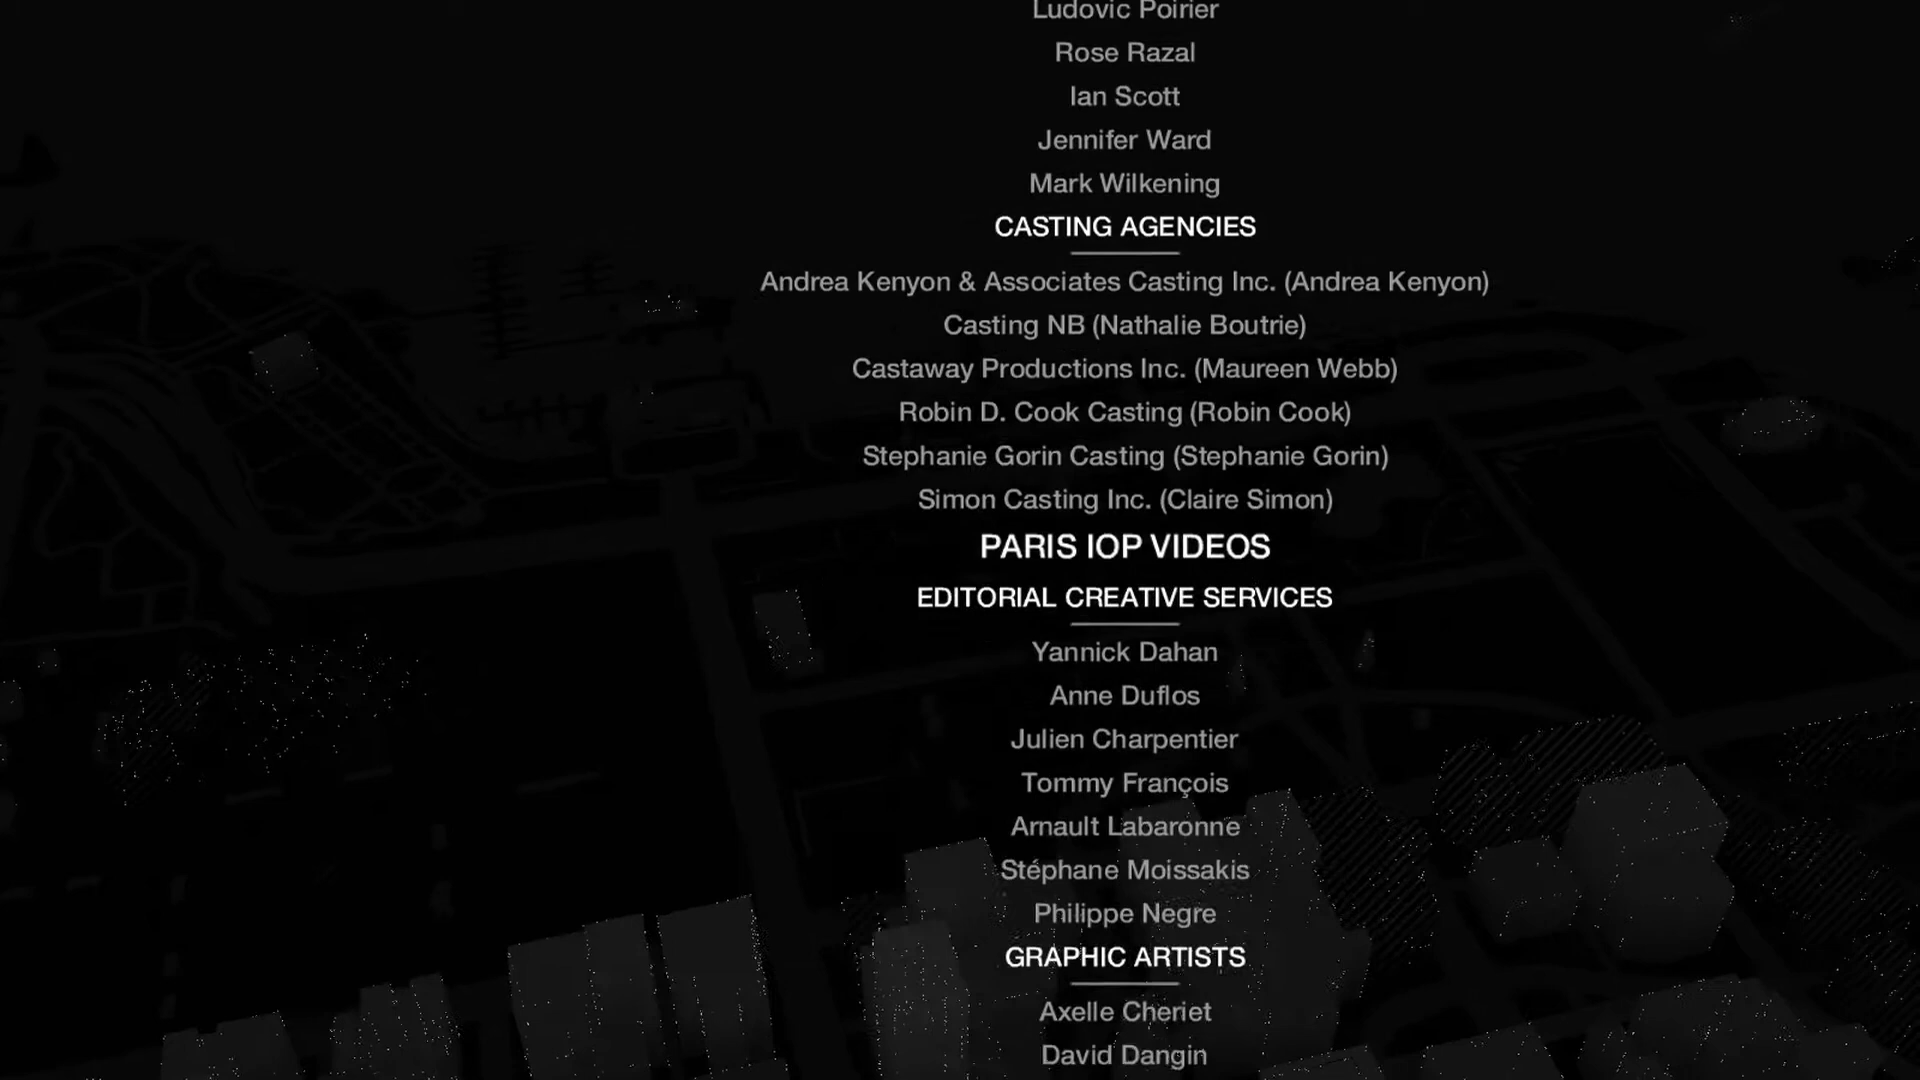 Ludovic Poirier
Rose Razal
Ian Scott
Jennifer Ward
Mark Wilkening
CASTING AGENCIES
Andrea Kenyon & Associates Casting Inc. (Andrea Kenyon)
Casting NB (Nathalie Boutrie)
Castaway Productions Inc. (Maureen Webb)
Robin D. Cook Casting (Robin Cook)
Stephanie Gorin Casting (Stephanie Gorin)
Simon Casting Inc. (Claire Simon)
PARIS IOP VIDEOS
EDITORIAL CREATIVE SERVICES
Yannick Dahan
Anne Duflos
Julien Charpentier
Tommy François
Arnault Labaronne
Stéphane Moissakis
Philippe Negre
GRAPHIC ARTISTS
Axelle Cheriet
David Dangin